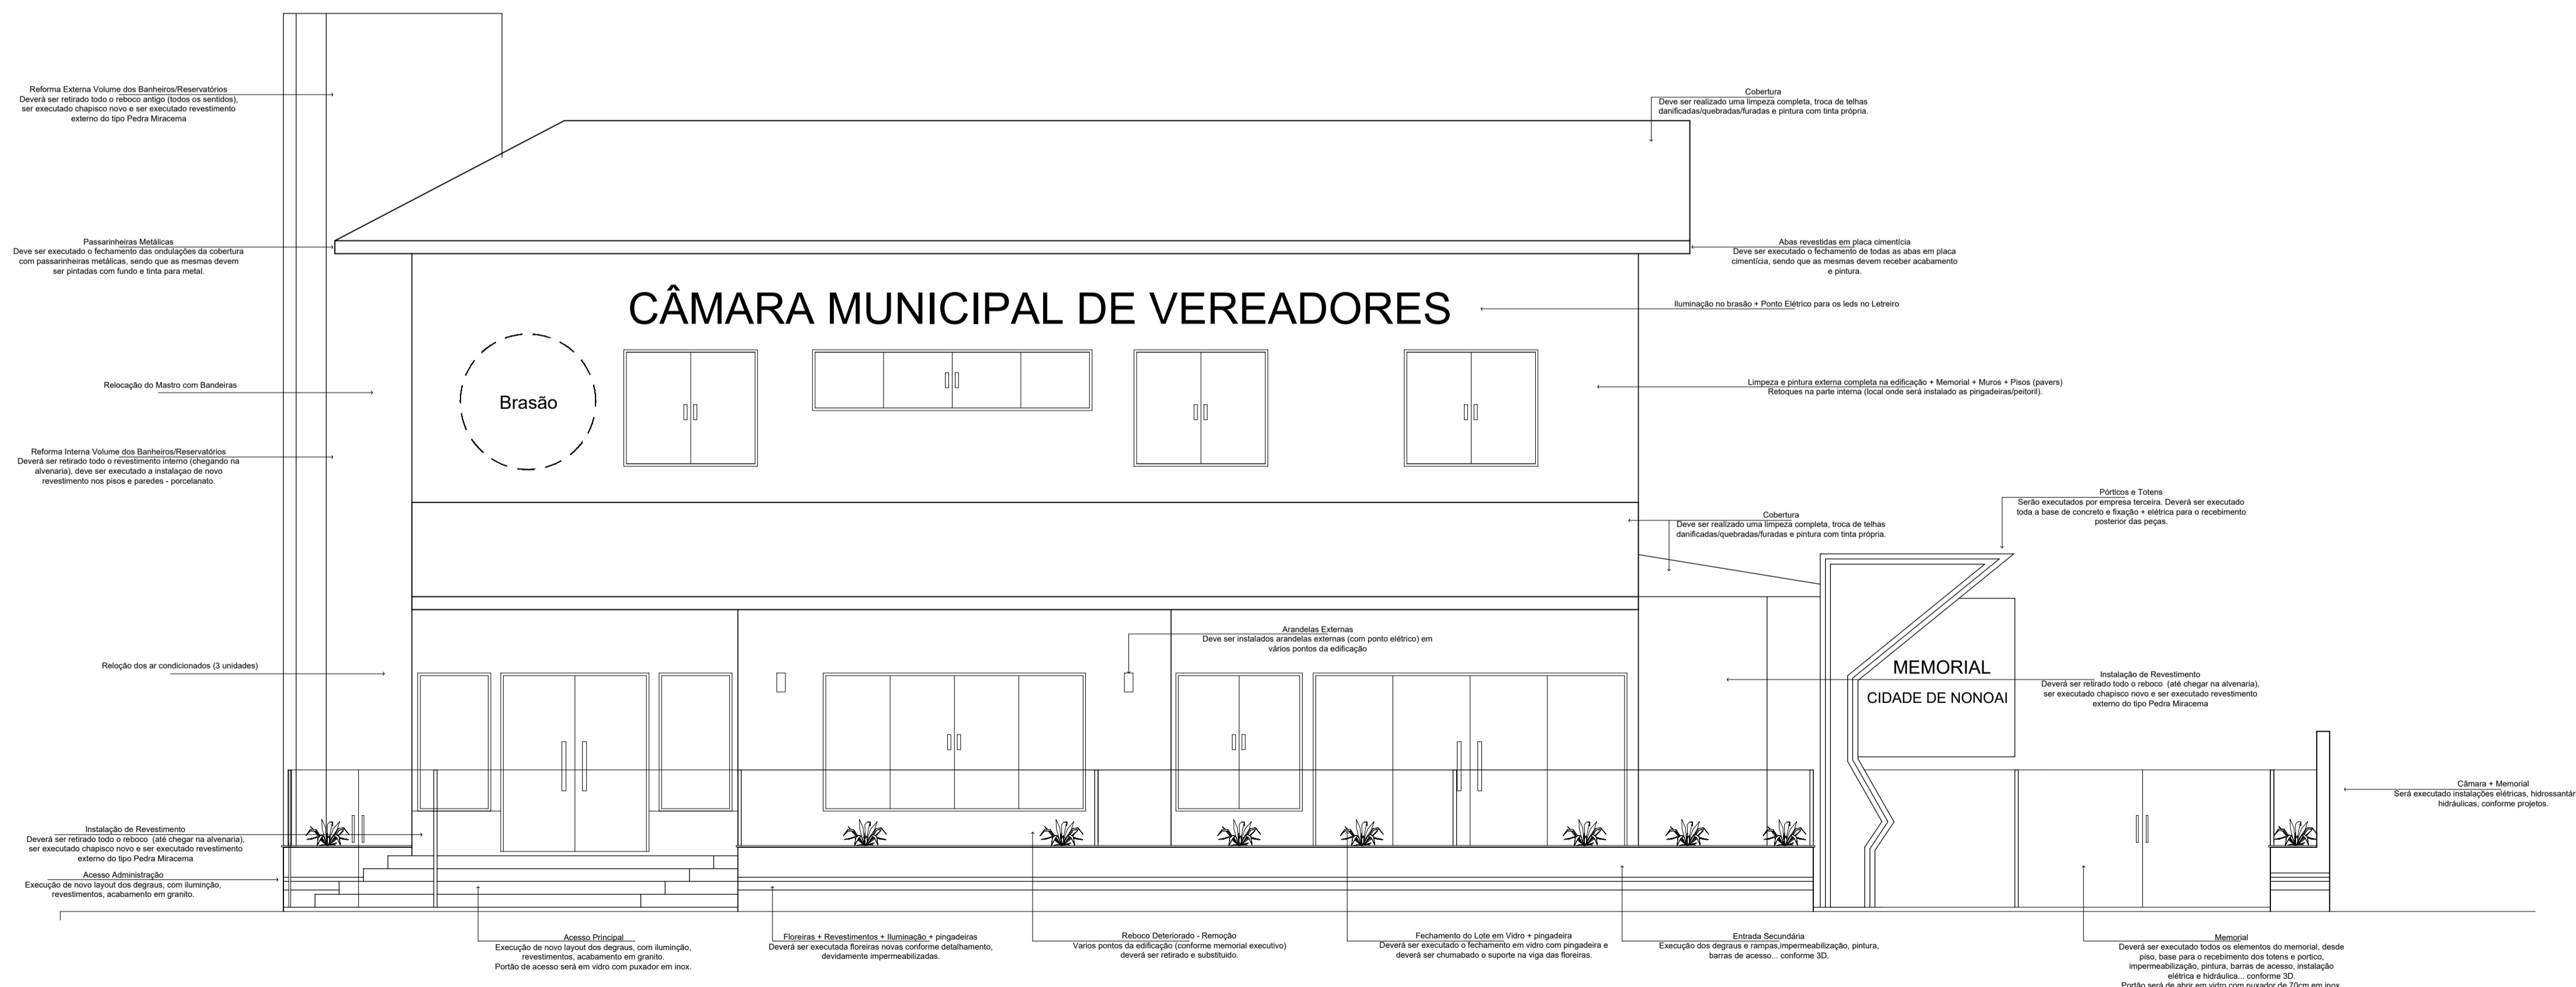 Reforma Externa Volume dos Banheiros/Reservatórios
Deverá ser retirado todo o reboco antigo (todos os sentidos),
ser executado chapisco novo e ser executado revestimento
externo do tipo Pedra Miracema
Cobertura
Deve ser realizado uma limpeza completa, troca de telhas
danificadas/quebradas/furadas e pintura com tinta própria.
Passarinheiras Metálicas
Deve ser executado o fechamento das ondulações da cobertura
com passarinheiras metálicas, sendo que as mesmas devem
ser pintadas com fundo e tinta para metal.
Abas revestidas em placa cimentícia
Deve ser executado o fechamento de todas as abas em placa
cimentícia, sendo que as mesmas devem receber acabamento
e pintura.
CÂMARA MUNICIPAL DE VEREADORES
Iluminação no brasão + Ponto Elétrico para os leds no Letreiro
Brasão
Relocação do Mastro com Bandeiras
Limpeza e pintura externa completa na edificação + Memorial + Muros + Pisos (pavers)
Retoques na parte interna (local onde será instalado as pingadeiras/peitoril).
Reforma Interna Volume dos Banheiros/Reservatórios
Deverá ser retirado todo o revestimento interno (chegando na
alvenaria), deve ser executado a instalaçao de novo
revestimento nos pisos e paredes - porcelanato.
Pórticos e Totens
Serão executados por empresa terceira. Deverá ser executado
toda a base de concreto e fixação + elétrica para o recebimento
posterior das peças.
Cobertura
Deve ser realizado uma limpeza completa, troca de telhas
danificadas/quebradas/furadas e pintura com tinta própria.
Arandelas Externas
Deve ser instalados arandelas externas (com ponto elétrico) em
vários pontos da edificação
Reloção dos ar condicionados (3 unidades)
MEMORIAL
CIDADE DE NONOAI
Instalação de Revestimento
Deverá ser retirado todo o reboco (até chegar na alvenaria),
ser executado chapisco novo e ser executado revestimento
externo do tipo Pedra Miracema
Câmara + Memorial
Será executado instalações elétricas, hidrossantár
hidráulicas, conforme projetos.
Instalação de Revestimento
Deverá ser retirado todo o reboco (até chegar na alvenaria),
ser executado chapisco novo e ser executado revestimento
externo do tipo Pedra Miracema
Acesso Administração
Execução de novo layout dos degraus, com iluminção,
revestimentos, acabamento em granito.
Acesso Principal
Execução de novo layout dos degraus, com iluminção,
revestimentos, acabamento em granito.
Portão de acesso será em vidro com puxador em inox.
Floreiras + Revestimentos + Iluminação + pingadeiras
Deverá ser executada floreiras novas conforme detalhamento,
devidamente impermeabilizadas.
Reboco Deteriorado - Remoção
Varios pontos da edificação (conforme memorial executivo)
deverá ser retirado e substituido.
Fechamento do Lote em Vidro + pingadeira
Deverá ser executado o fechamento em vidro com pingadeira e
deverá ser chumabado o suporte na viga das floreiras.
Entrada Secundária
Execução dos degraus e rampas,impermeabilização, pintura,
barras de acesso... conforme 3D.
Memorial
Deverá ser executado todos os elementos do memorial, desde
piso, base para o recebimento dos totens e portico,
impermeabilização, pintura, barras de acesso, instalação
elétrica e hidráulica... conforme 3D.
Portão será de abrir em vidro com puxador de 70cm em inox